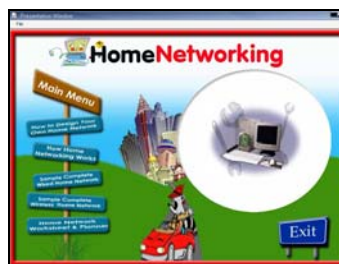 Presentation Window
File
HomeNetworking
Main Menu
How to Design Your
Own Home Network
How Home
Networking Works
Sample Complete
Wired Home Network
Sample Complete
Wireless Home Network
Home Network
Worksheet & Planner
Exit